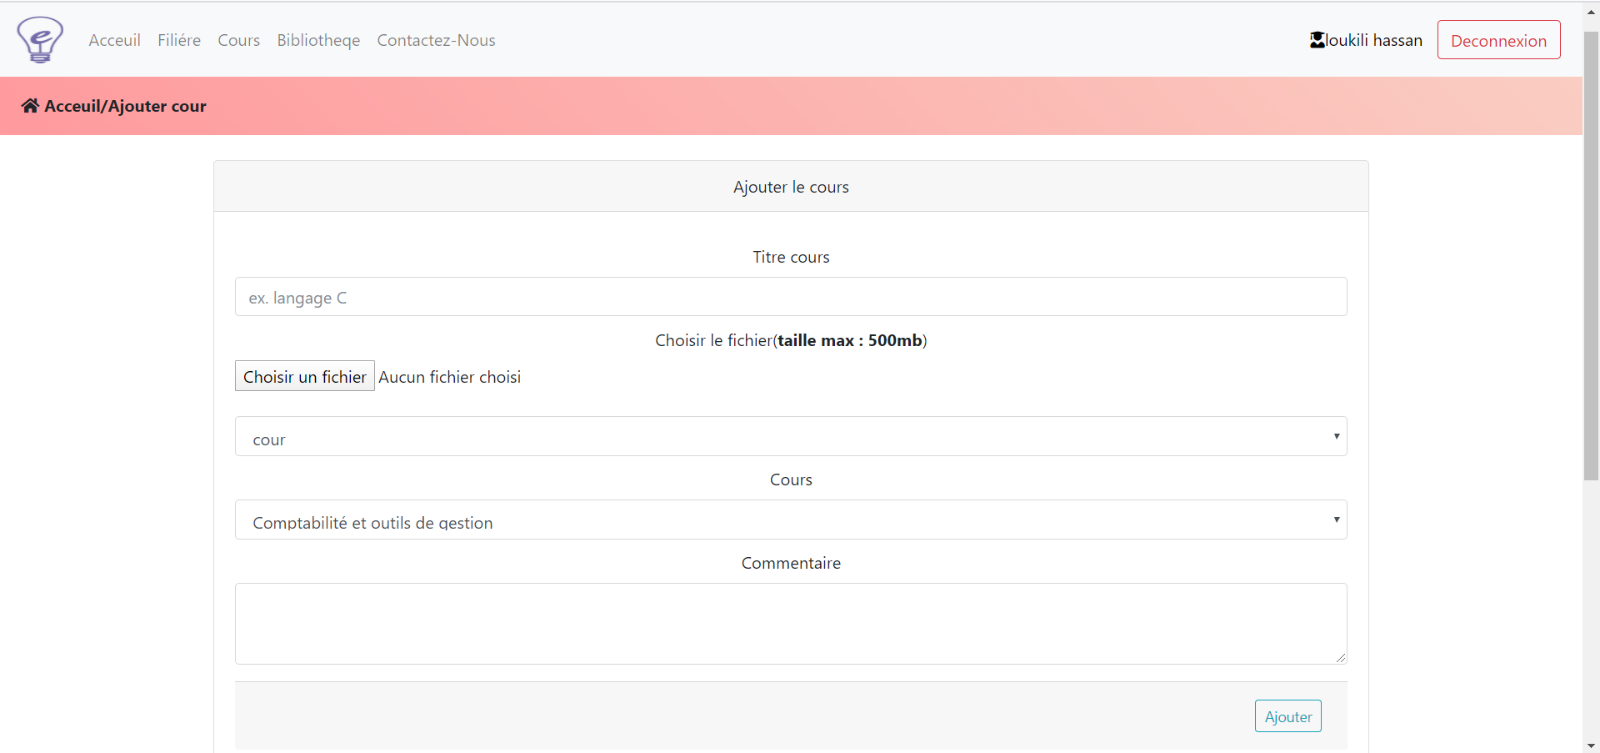 e
Acceuil Filiére Cours Bibliotheqe Contactez-Nous loukili hassan Deconnexion
Acceuil/Ajouter cour
Ajouter le cours
Titre cours
ex. langage C
Choisir le fichier(taille max : 500mb)
Choisir un fichier Aucun fichier choisi
cour
Cours
Comptabilité et outils de gestion
Commentaire
Ajouter